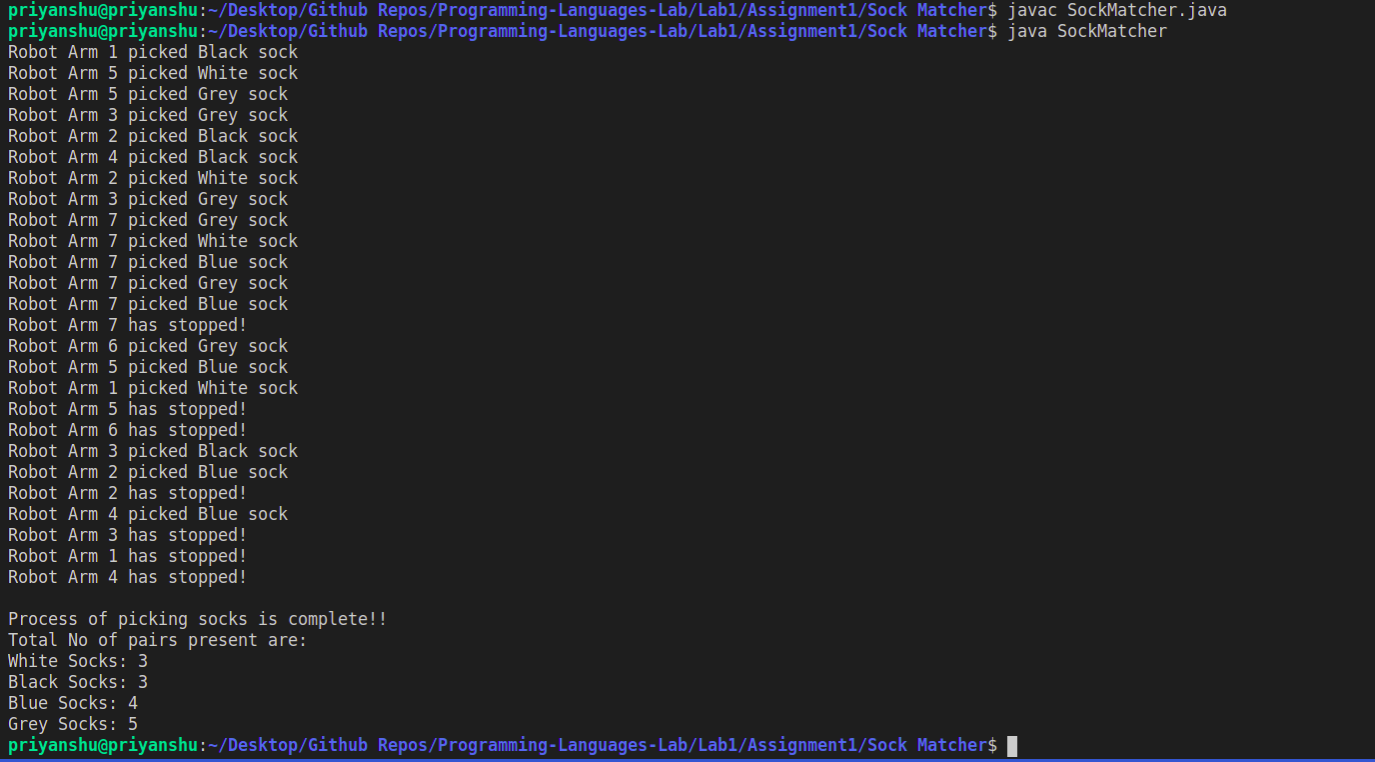 priyanshu@priyanshu:~/Desktop/Github Repos/Programming-Languages-Lab/Lab1/Assignment1/Sock Matcher$ javac SockMatcher.java
priyanshu@priyanshu:~/Desktop/Github Repos/Programming-Languages-Lab/Lab1/Assignment1/Sock Matcher$ java SockMatcher
Robot Arm 1 picked Black sock
Robot Arm 5 picked White sock
Robot Arm 5 picked Grey sock
Robot Arm 3 picked Grey sock
Robot Arm 2 picked Black sock
Robot Arm 4 picked Black sock
Robot Arm 2 picked White sock
Robot Arm 3 picked Grey sock
Robot Arm 7 picked Grey sock
Robot Arm 7 picked White sock
Robot Arm 7 picked Blue sock
Robot Arm 7 picked Grey sock
Robot Arm 7 picked Blue sock
Robot Arm 7 has stopped!
Robot Arm 6 picked Grey sock
Robot Arm 5 picked Blue sock
Robot Arm 1 picked White sock
Robot Arm 5 has stopped!
Robot Arm 6 has stopped!
Robot Arm 3 picked Black sock
Robot Arm 2 picked Blue sock
Robot Arm 2 has stopped!
Robot Arm 4 picked Blue sock
Robot Arm 3 has stopped!
Robot Arm 1 has stopped!
Robot Arm 4 has stopped!

Process of picking socks is complete!!
Total No of pairs present are:
White Socks: 3
Black Socks: 3
Blue Socks: 4
Grey Socks: 5
priyanshu@priyanshu:~/Desktop/Github Repos/Programming-Languages-Lab/Lab1/Assignment1/Sock Matcher$